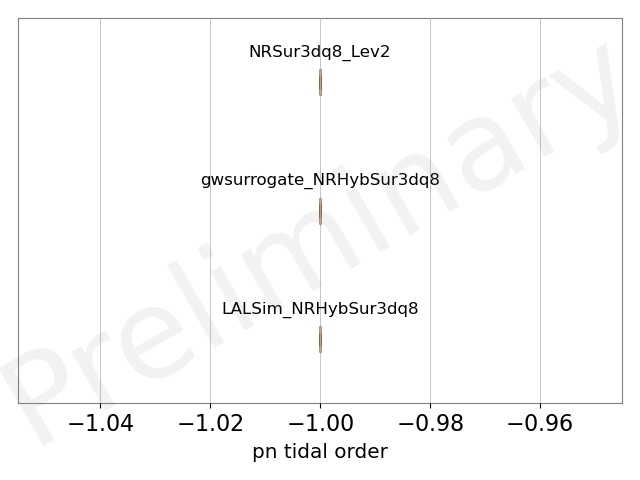 NRSur3dq8_Lev2
gwsurrogate_NRHybSur3dq8
LALSim_NRHybSur3dq8
Preliminary
−1.04 −1.02 −1.00 −0.98 −0.96
pn tidal order